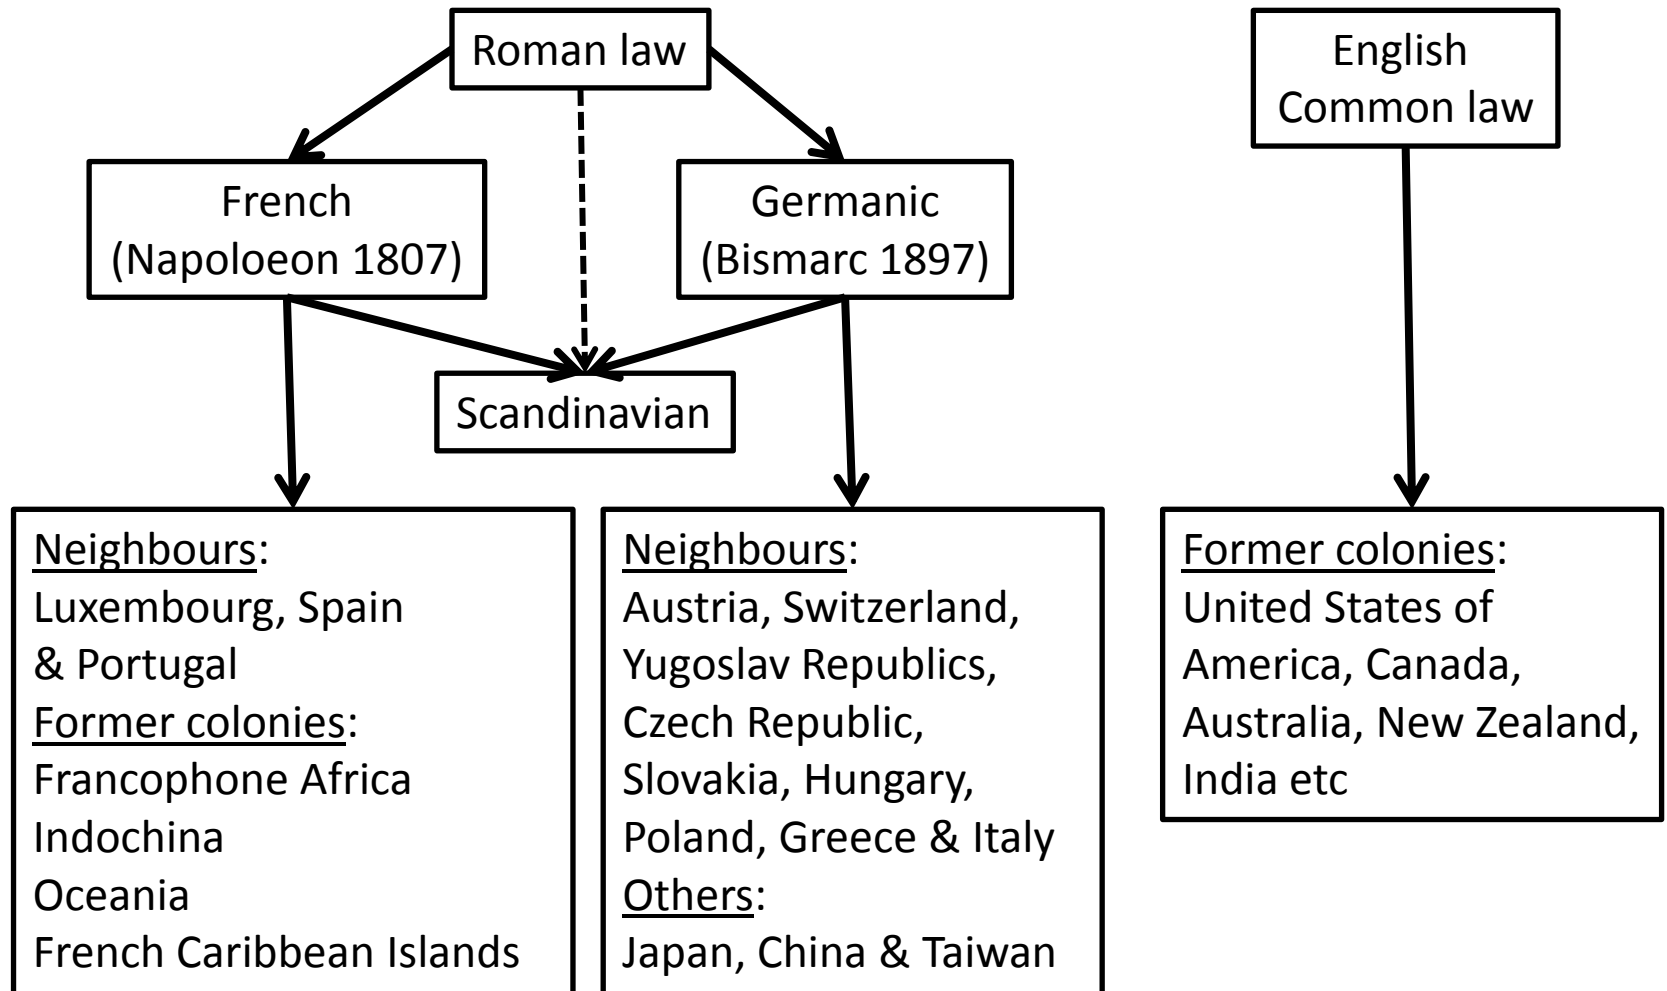 Roman law
English
Common law
French
(Napoloeon 1807)
Germanic
(Bismarc 1897)
Scandinavian
Neighbours:
Luxembourg, Spain
& Portugal
Former colonies:
Francophone Africa
Indochina
Oceania
French Caribbean Islands
Neighbours:
Austria, Switzerland,
Yugoslav Republics,
Czech Republic,
Slovakia, Hungary,
Poland, Greece & Italy
Others:
Japan, China & Taiwan
Former colonies:
United States of
America, Canada,
Australia, New Zealand,
India etc